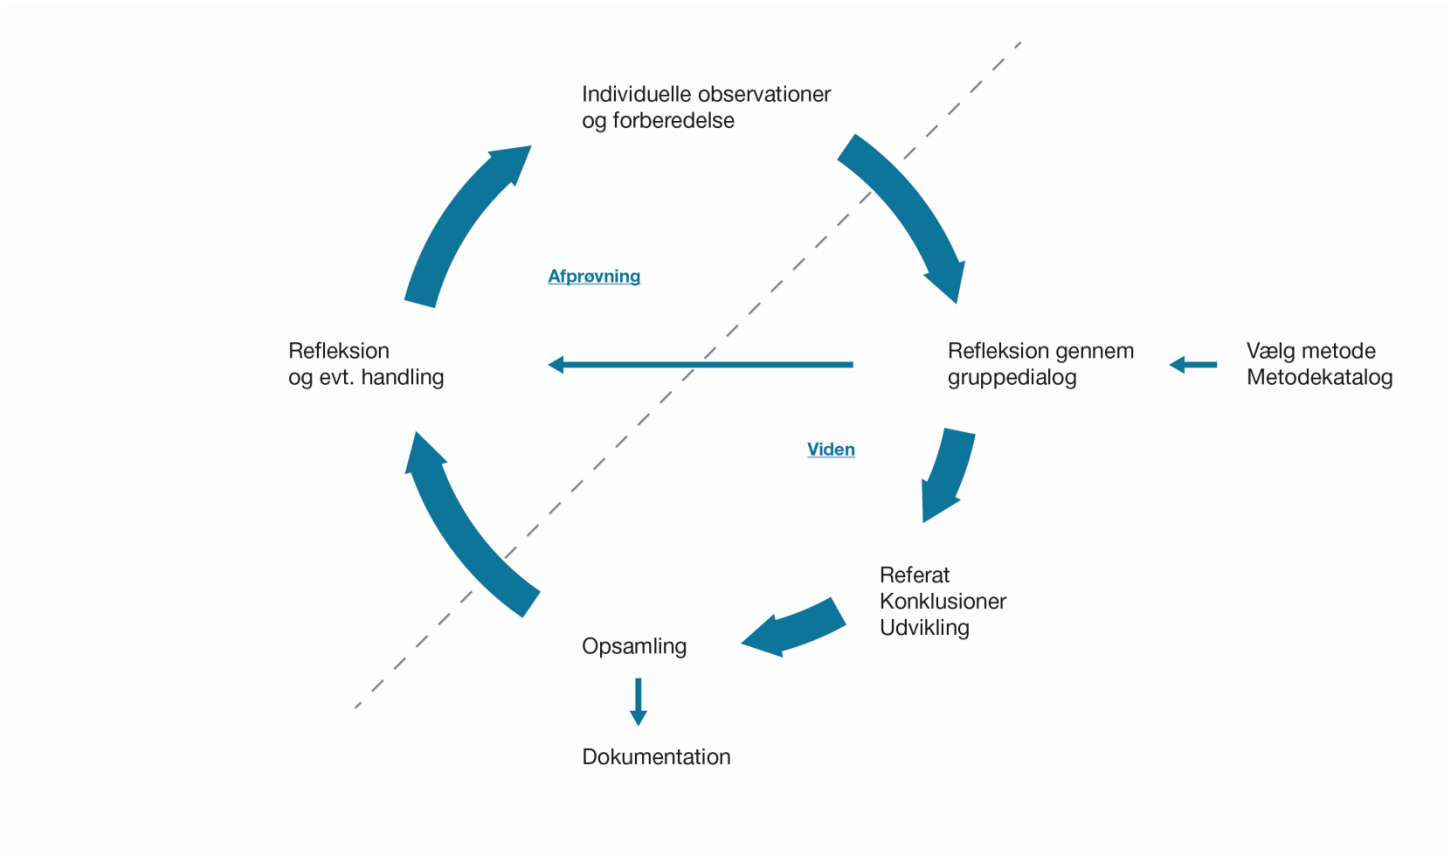 Individuelle observationer
og forberedelse
Afprøvning
Refleksion
og evt. handling
Refleksion gennem
gruppedialog
Vælg metode
Metodekatalog
Viden
Referat
Konklusioner
Udvikling
Opsamling
Dokumentation